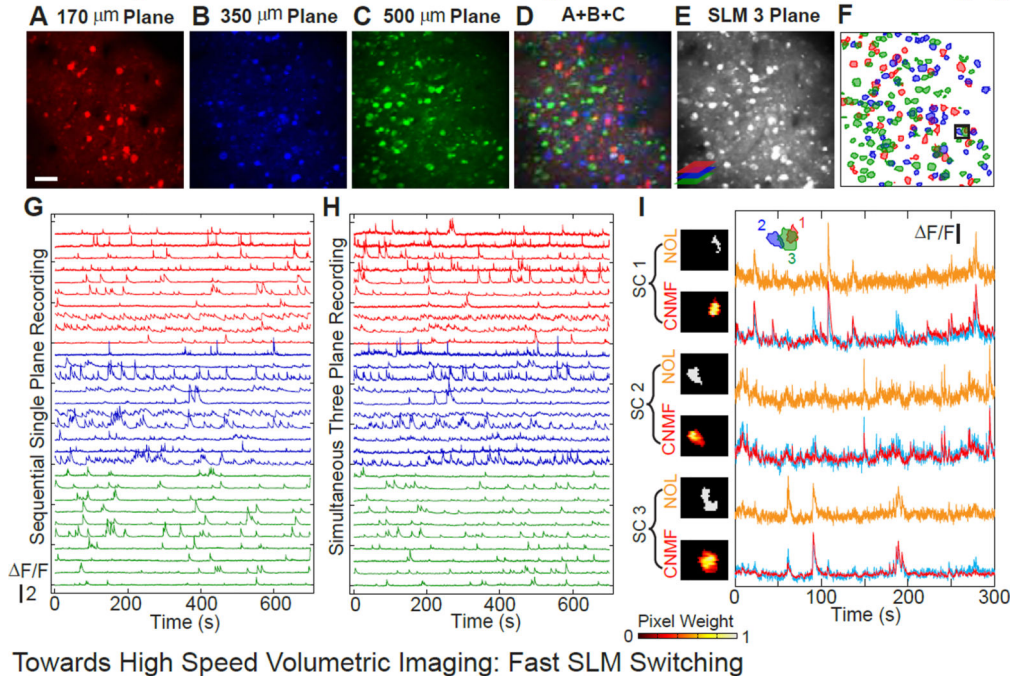 A 170 μm Plane
B 350 μm Plane
C 500 μm Plane
D A+B+C
E SLM 3 Plane
F
G
Sequential Single Plane Recording
ΔF/F
2
0 200 400 600
Time (s)
H
Simultaneous Three Plane Recording
0 200 400 600
Time (s)
I
SC 1
NOL
CNMF
SC 2
NOL
CNMF
SC 3
NOL
CNMF
2 1
3
ΔF/F
0 100 200 300
Time (s)
Pixel Weight
0 1
Towards High Speed Volumetric Imaging: Fast SLM Switching